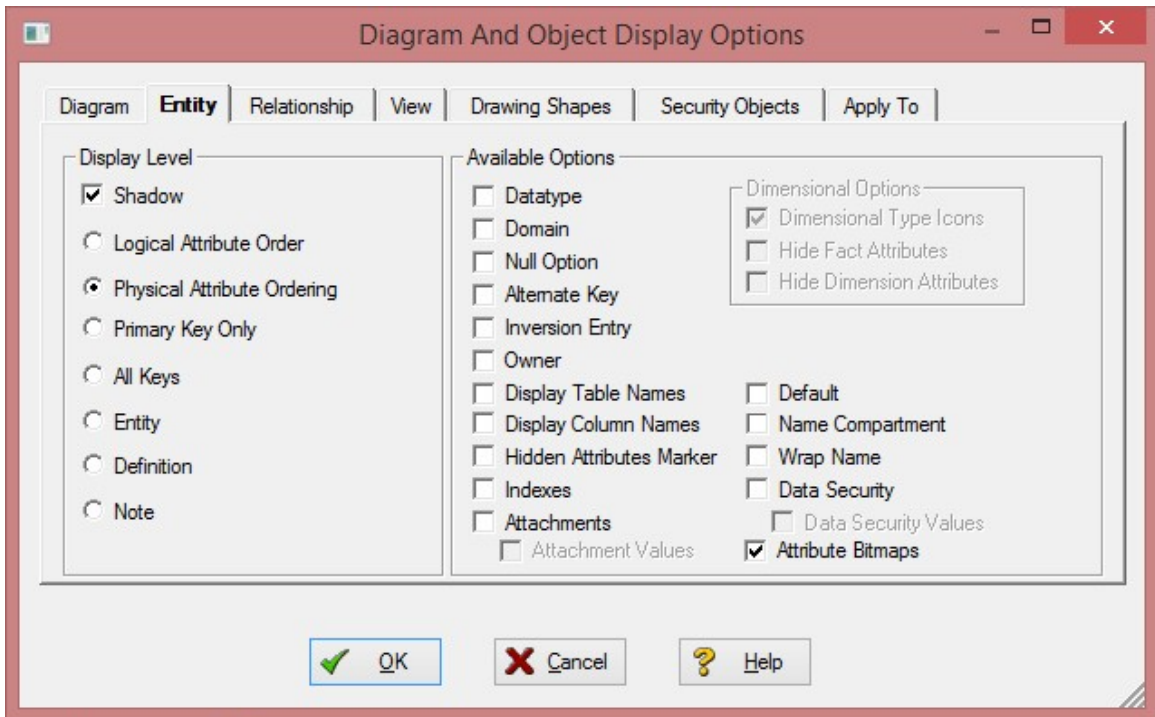 Diagram And Object Display Options
Diagram Entity Relationship View Drawing Shapes Security Objects Apply To
Display Level
Shadow
Logical Attribute Order
Physical Attribute Ordering
Primary Key Only
All Keys
Entity
Definition
Note
Available Options
Datatype
Domain
Null Option
Alternate Key
Inversion Entry
Owner
Display Table Names
Display Column Names
Hidden Attributes Marker
Indexes
Attachments
Attachment Values
Dimensional Options
Dimensional Type Icons
Hide Fact Attributes
Hide Dimension Attributes
Default
Name Compartment
Wrap Name
Data Security
Data Security Values
Attribute Bitmaps
OK Cancel Help